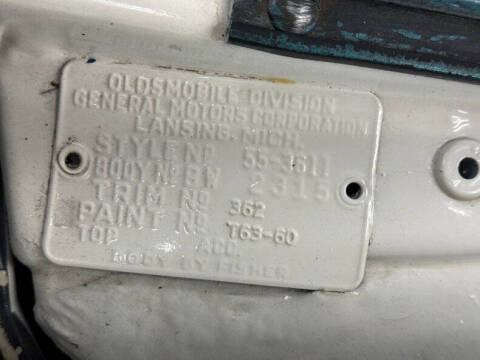 OLDSMOBILE DIVISION
GENERAL MOTORS CORPORATION
LANSING, MICH.
STYLE No 55-3611
BODY No BW 2315
TRIM No 362
PAINT No T63-60
TOP ACC.
BODY BY FISHER